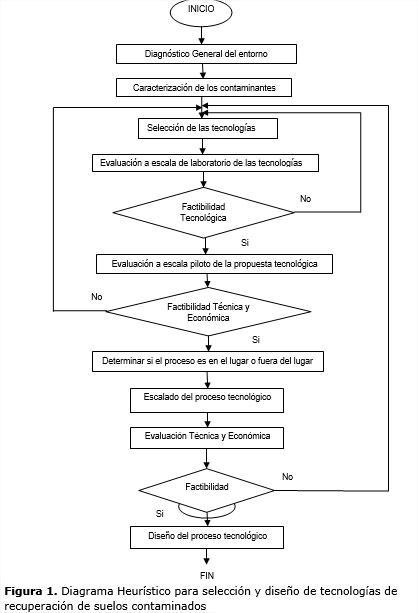 INICIO
Diagnóstico General del entorno
Caracterización de los contaminantes
Selección de las tecnologías
Evaluación a escala de laboratorio de las tecnologías
No
Factibilidad
Tecnológica
Si
Evaluación a escala piloto de la propuesta tecnológica
No
Factibilidad Técnica y
Económica
Si
Determinar si el proceso es en el lugar o fuera del lugar
Escalado del proceso tecnológico
Evaluación Técnica y Económica
No
Factibilidad
Si
Diseño del proceso tecnológico
FIN
Figura 1. Diagrama Heurístico para selección y diseño de tecnologías de
recuperación de suelos contaminados